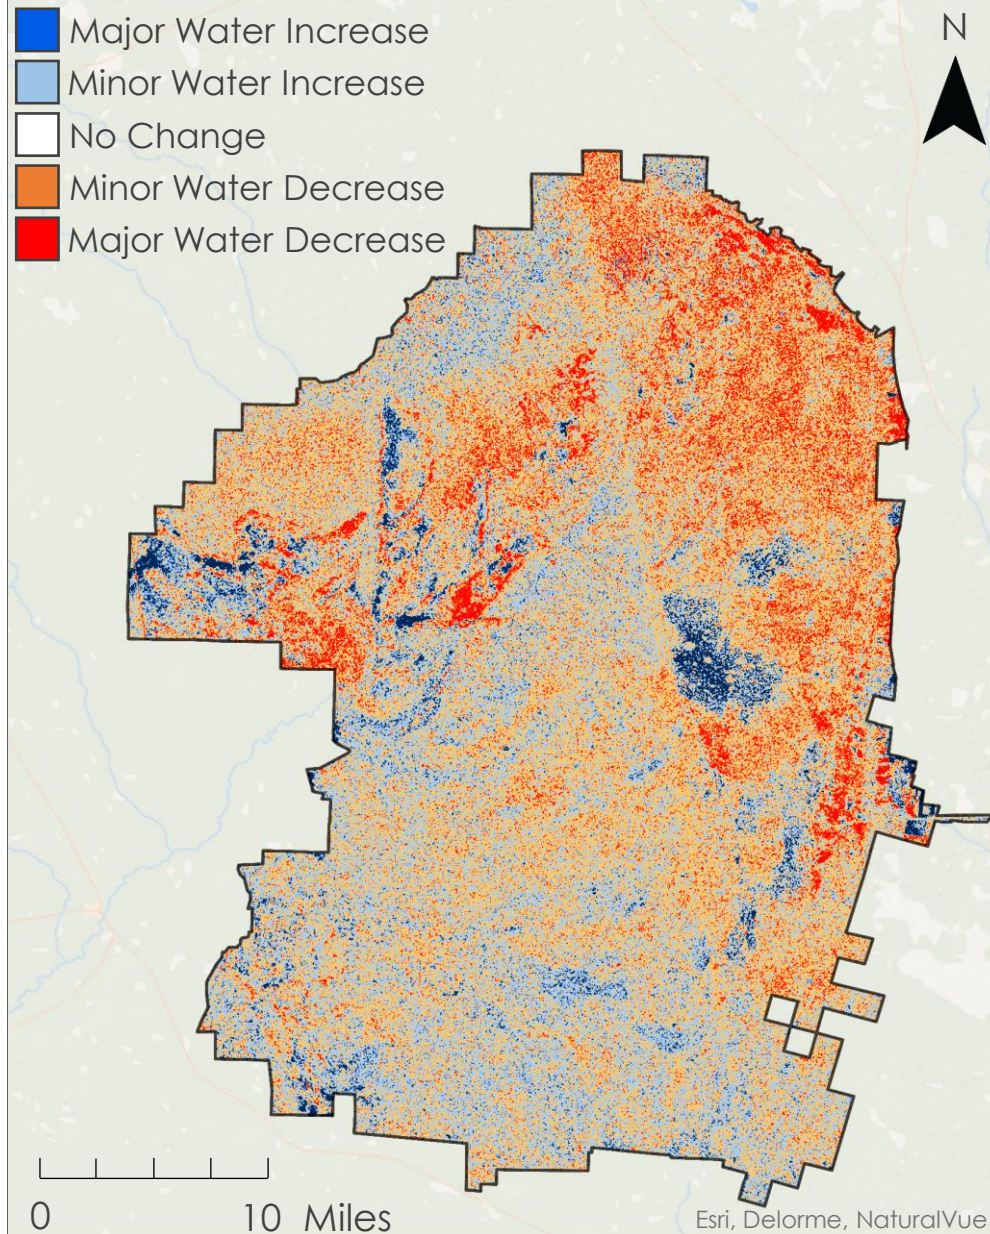 Major Water Increase
N
Minor Water Increase
No Change
Minor Water Decrease
Major Water Decrease
0 10 Miles
Esri, Delorme, NaturalVue